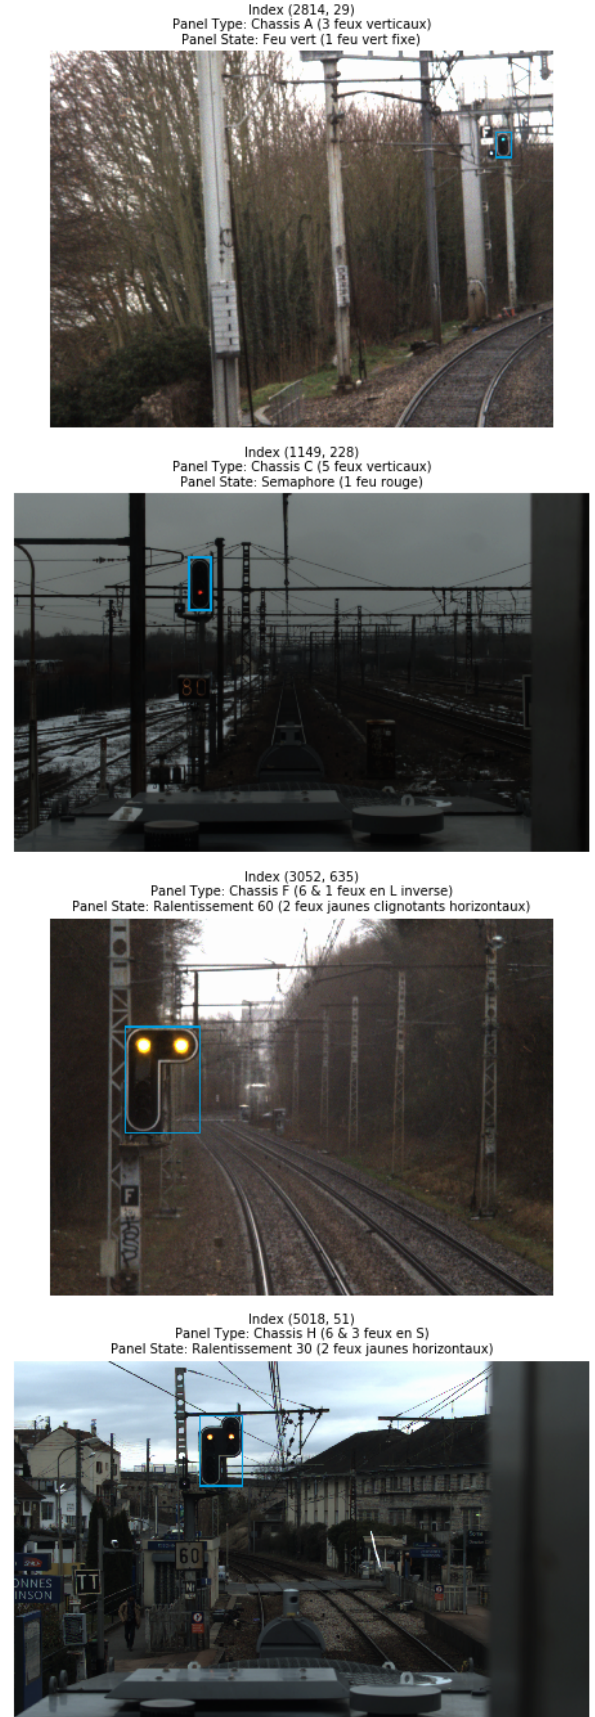 Index (2814, 29)
Panel Type: Chassis A (3 feux verticaux)
Panel State: Feu vert (1 feu vert fixe)
F
Index (1149, 228)
Panel Type: Chassis C (5 feux verticaux)
Panel State: Semaphore (1 feu rouge)
80
Index (3052, 635)
Panel Type: Chassis F (6 & 1 feux en L inverse)
Panel State: Ralentissement 60 (2 feux jaunes clignotants horizontaux)
F
Index (5018, 51)
Panel Type: Chassis H (6 & 3 feux en S)
Panel State: Ralentissement 30 (2 feux jaunes horizontaux)
60
ONNES
INSON
TT